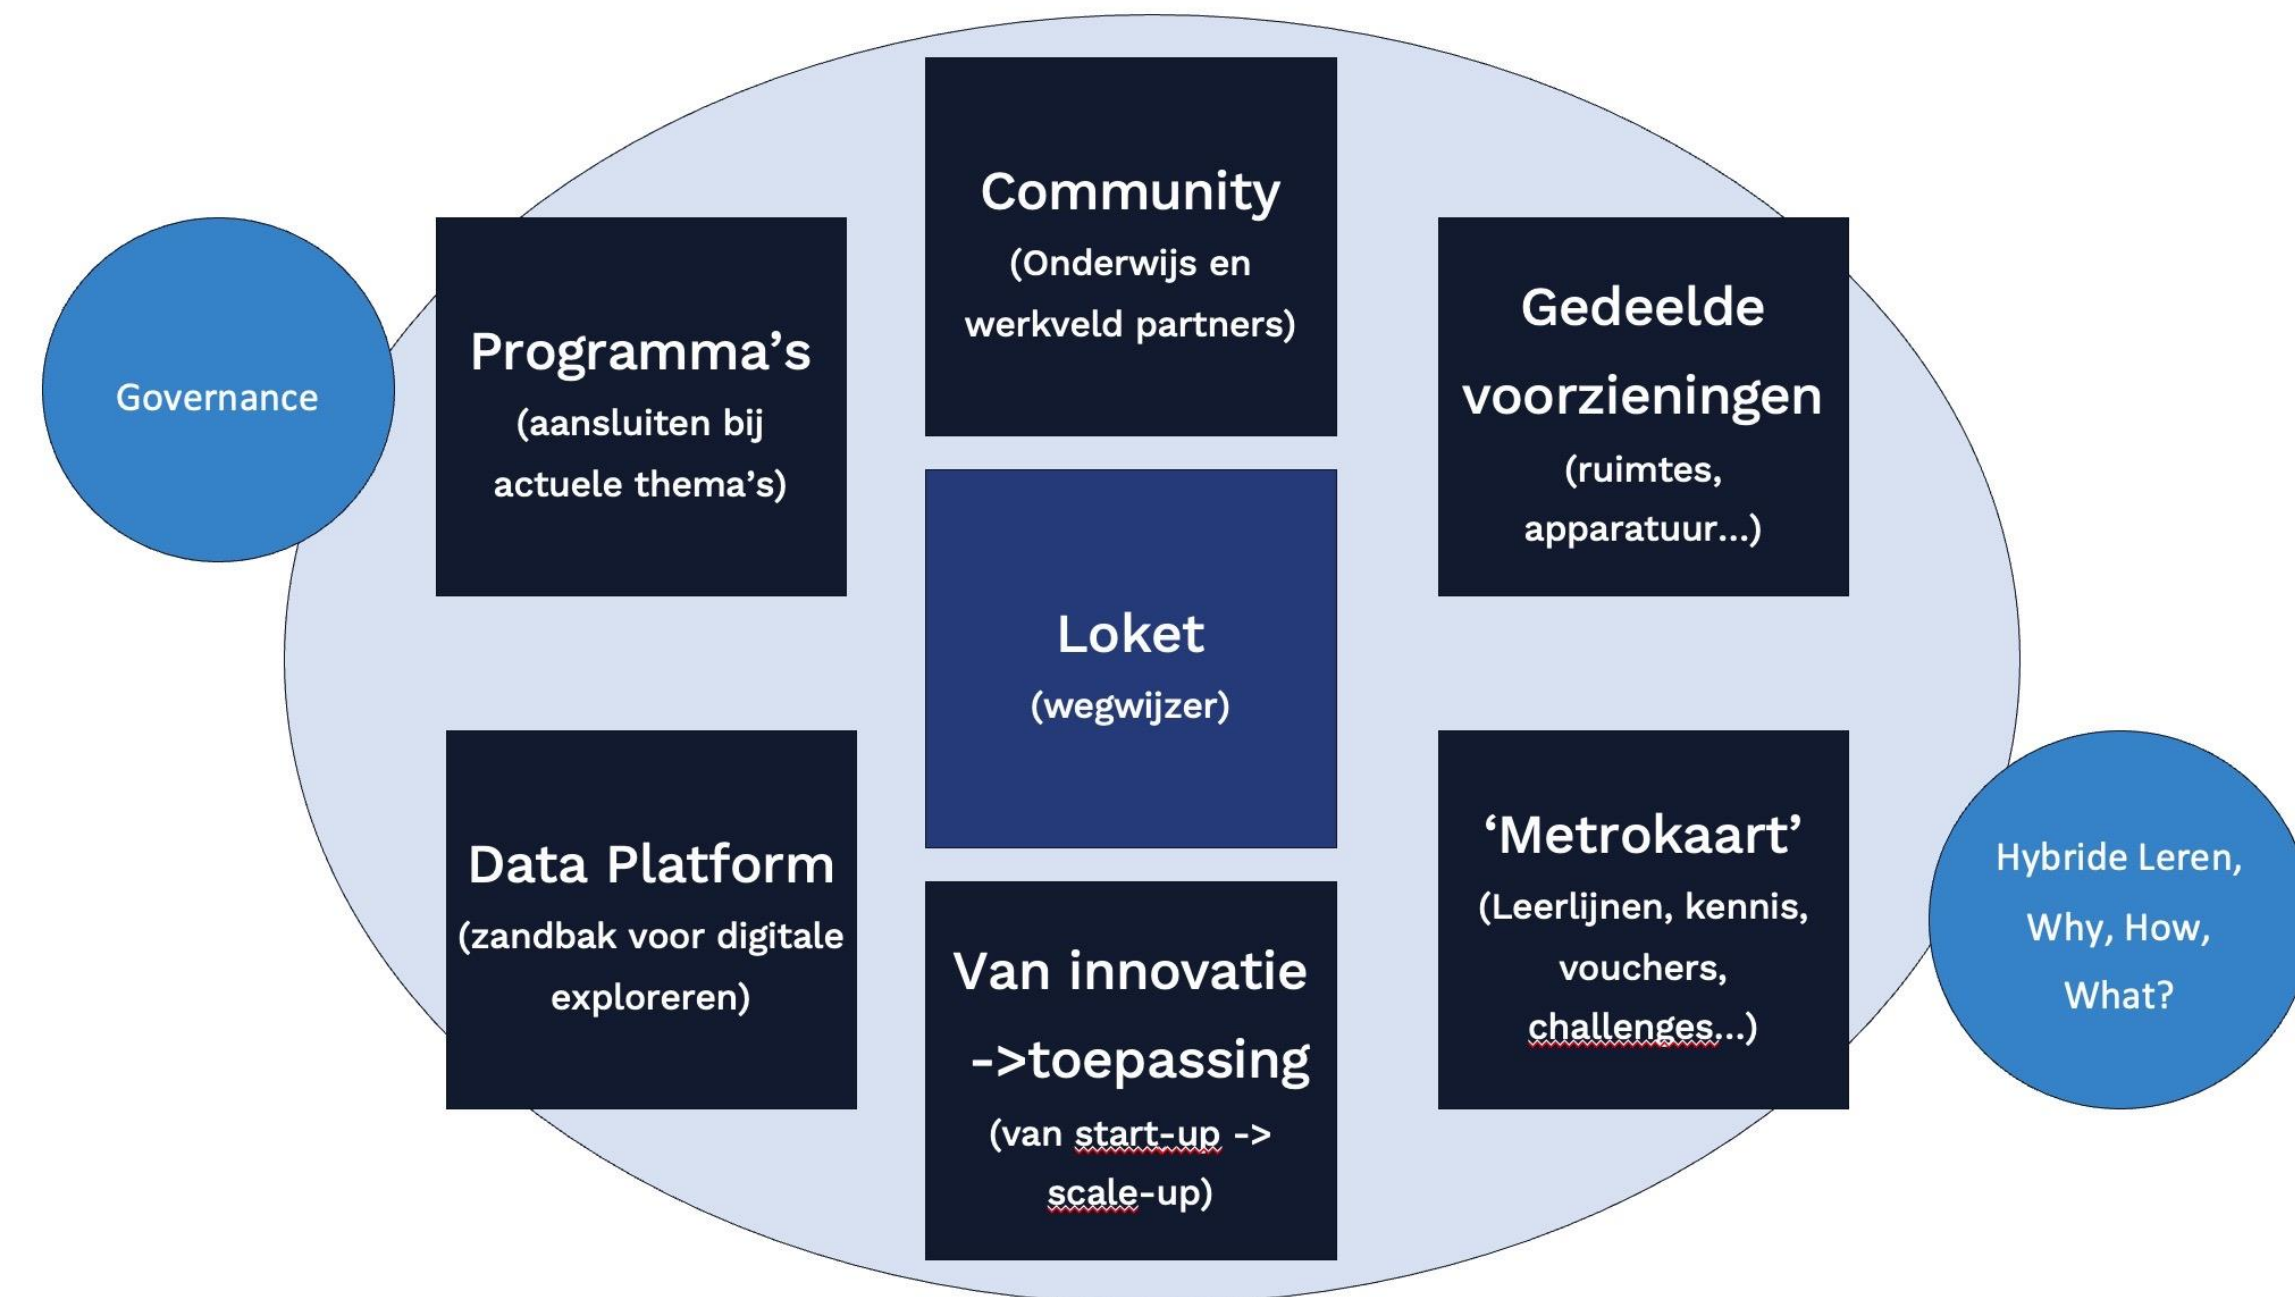 Community
(Onderwijs en
werkveld partners)
Programma’s
(aansluiten bij
actuele thema’s)
Gedeelde
voorzieningen
(ruimtes,
apparatuur...)
Governance
Loket
(wegwijzer)
Data Platform
(zandbak voor digitale
exploreren)
Van innovatie
->toepassing
(van start-up ->
scale-up)
‘Metrokaart’
(Leerlijnen, kennis,
vouchers,
challenges...)
Hybride Leren,
Why, How,
What?